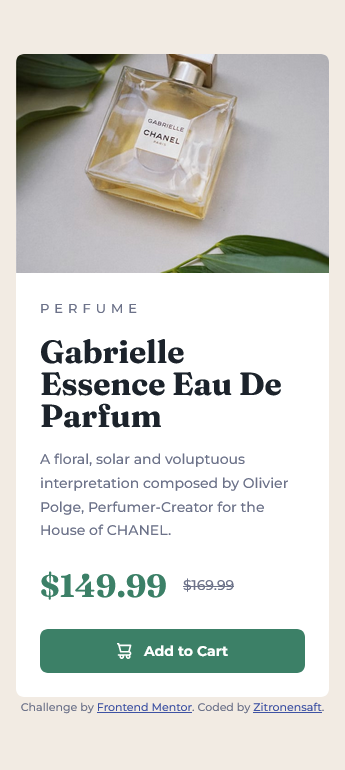 GABRIELLE
CHANEL
PARIS
PERFUME
Gabrielle
Essence Eau De
Parfum
A floral, solar and voluptuous
interpretation composed by Olivier
Polge, Perfumer-Creator for the
House of CHANEL.
$149.99 $169.99
Add to Cart
Challenge by Frontend Mentor. Coded by Zitronensaft.